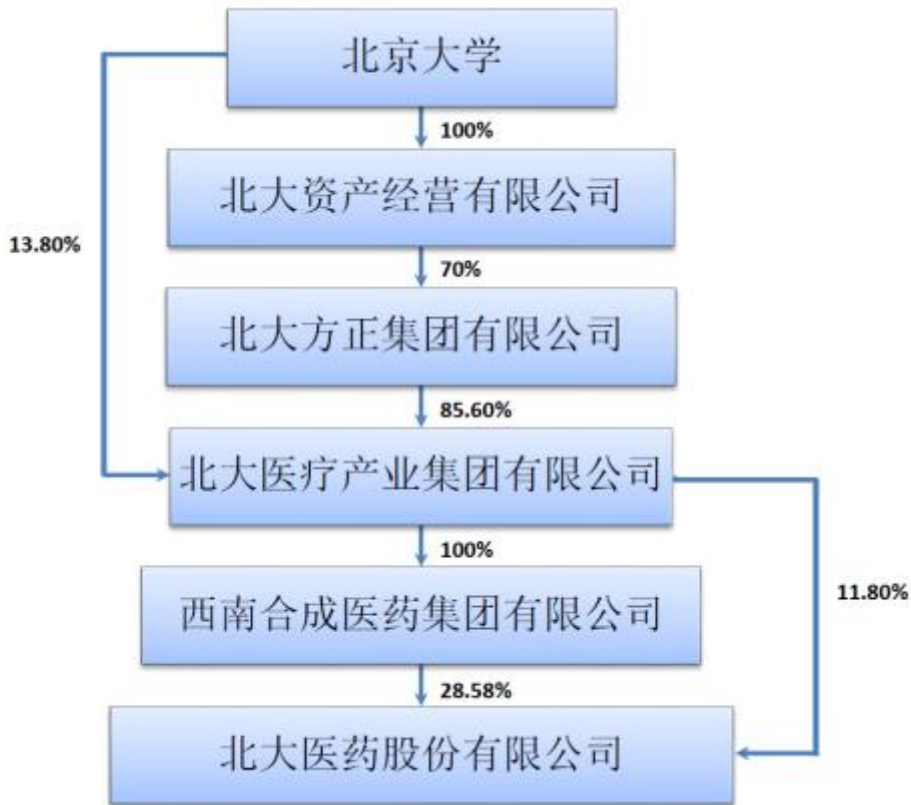 北京大学
100%
北大资产经营有限公司
13.80%
70%
北大方正集团有限公司
85.60%
北大医疗产业集团有限公司
100%
西南合成医药集团有限公司
11.80%
28.58%
北大医药股份有限公司